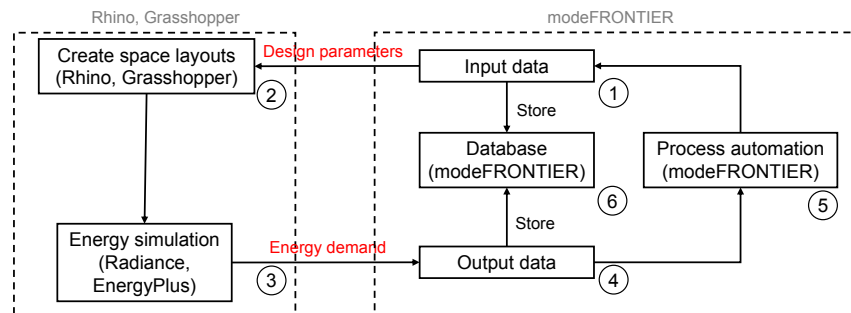 Rhino, Grasshopper
modeFRONTIER
Create space layouts
(Rhino, Grasshopper)
2
Design parameters
Input data
1
Store
Database
(modeFRONTIER)
6
Process automation
(modeFRONTIER)
5
Store
Energy simulation
(Radiance,
EnergyPlus)
3
Energy demand
Output data
4